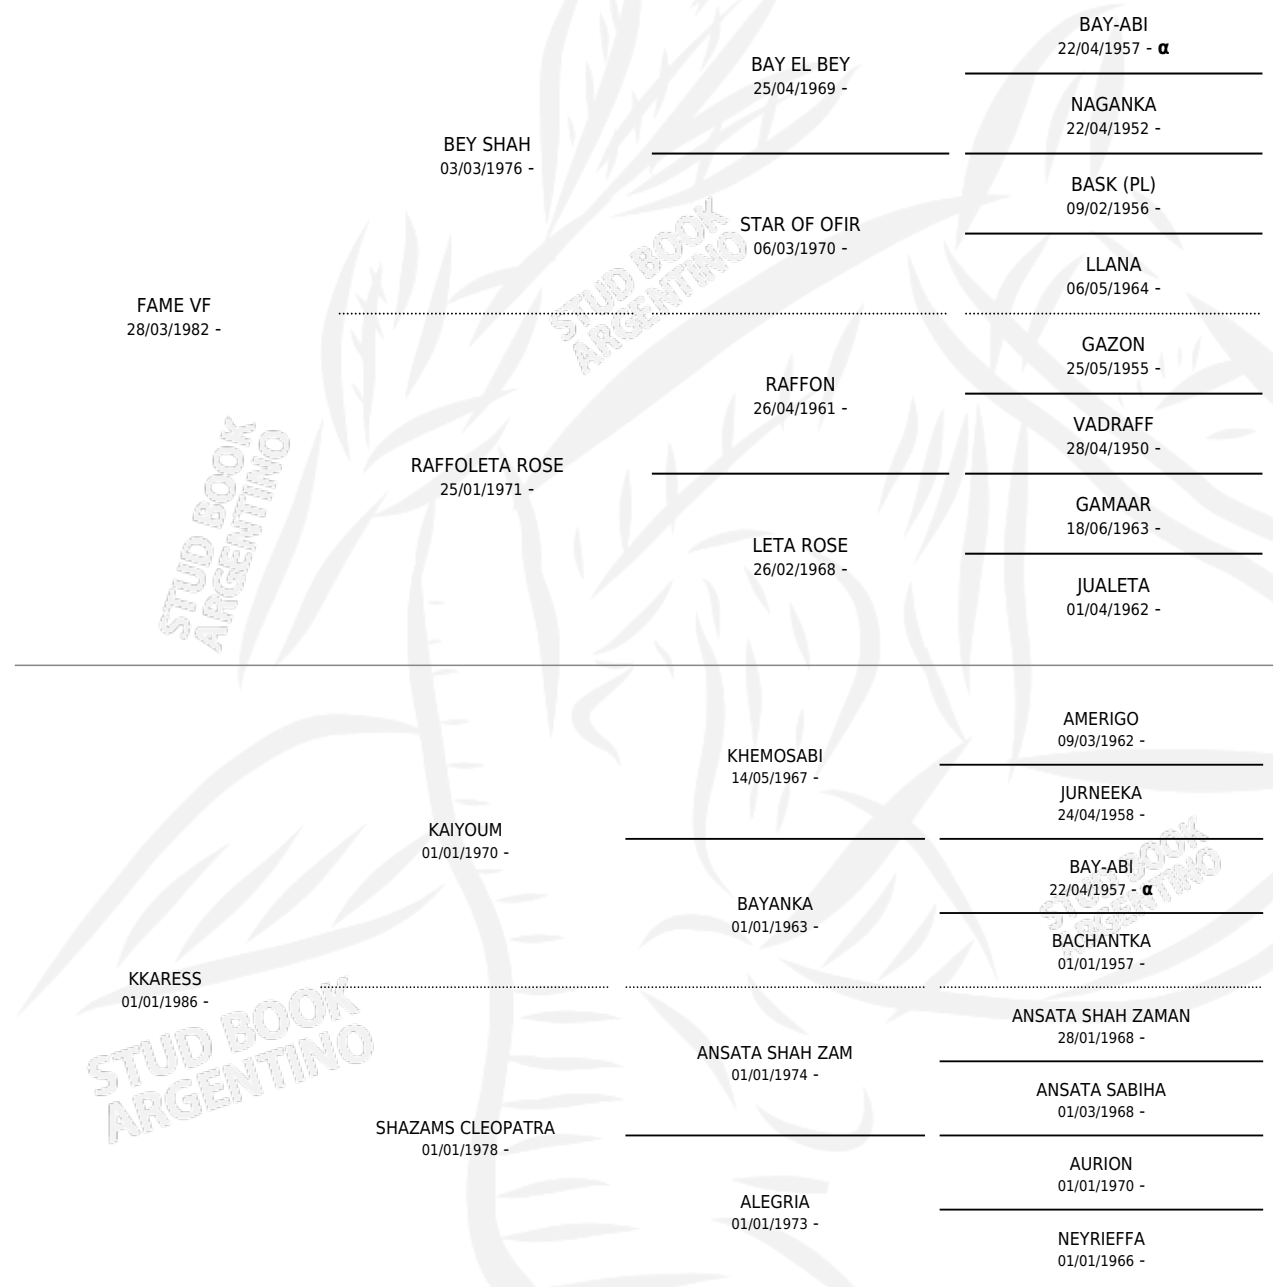 FAME VF
28/03/1982 -
BEY SHAH
03/03/1976 -
BAY EL BEY
25/04/1969 -
BAY-ABI
22/04/1957 - α
NAGANKA
22/04/1952 -
STAR OF OFIR
06/03/1970 -
BASK (PL)
09/02/1956 -
LLANA
06/05/1964 -
RAFFOLETA ROSE
25/01/1971 -
RAFFON
26/04/1961 -
GAZON
25/05/1955 -
VADRAFF
28/04/1950 -
LETA ROSE
26/02/1968 -
GAMAAR
18/06/1963 -
JUALETA
01/04/1962 -
KKARESS
01/01/1986 -
KAIYOUM
01/01/1970 -
KHEMOSABI
14/05/1967 -
AMERIGO
09/03/1962 -
JURNEEKA
24/04/1958 -
BAYANKA
01/01/1963 -
BAY-ABI
22/04/1957 - α
BACHANTKA
01/01/1957 -
SHAZAMS CLEOPATRA
01/01/1978 -
ANSATA SHAH ZAM
01/01/1974 -
ANSATA SHAH ZAMAN
28/01/1968 -
ANSATA SABIHA
01/03/1968 -
ALEGRIA
01/01/1973 -
AURION
01/01/1970 -
NEYRIEFFA
01/01/1966 -
STUD BOOK
ARGENTINO
STUD BOOK
ARGENTINO
STUD BOOK
ARGENTINO
STUD BOOK
ARGENTINO